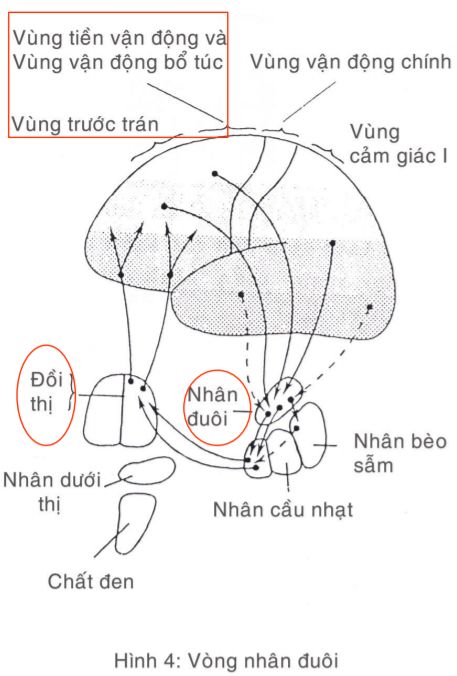 Vùng tiền vận động và
Vùng vận động bổ túc
Vùng vận động chính
Vùng trước trán
Vùng
cảm giác I
Đồi
thị
Nhân
đuôi
Nhân bèo
sẫm
Nhân dưới
thị
Nhân cầu nhạt
Chất đen
Hình 4: Vòng nhân đuôi